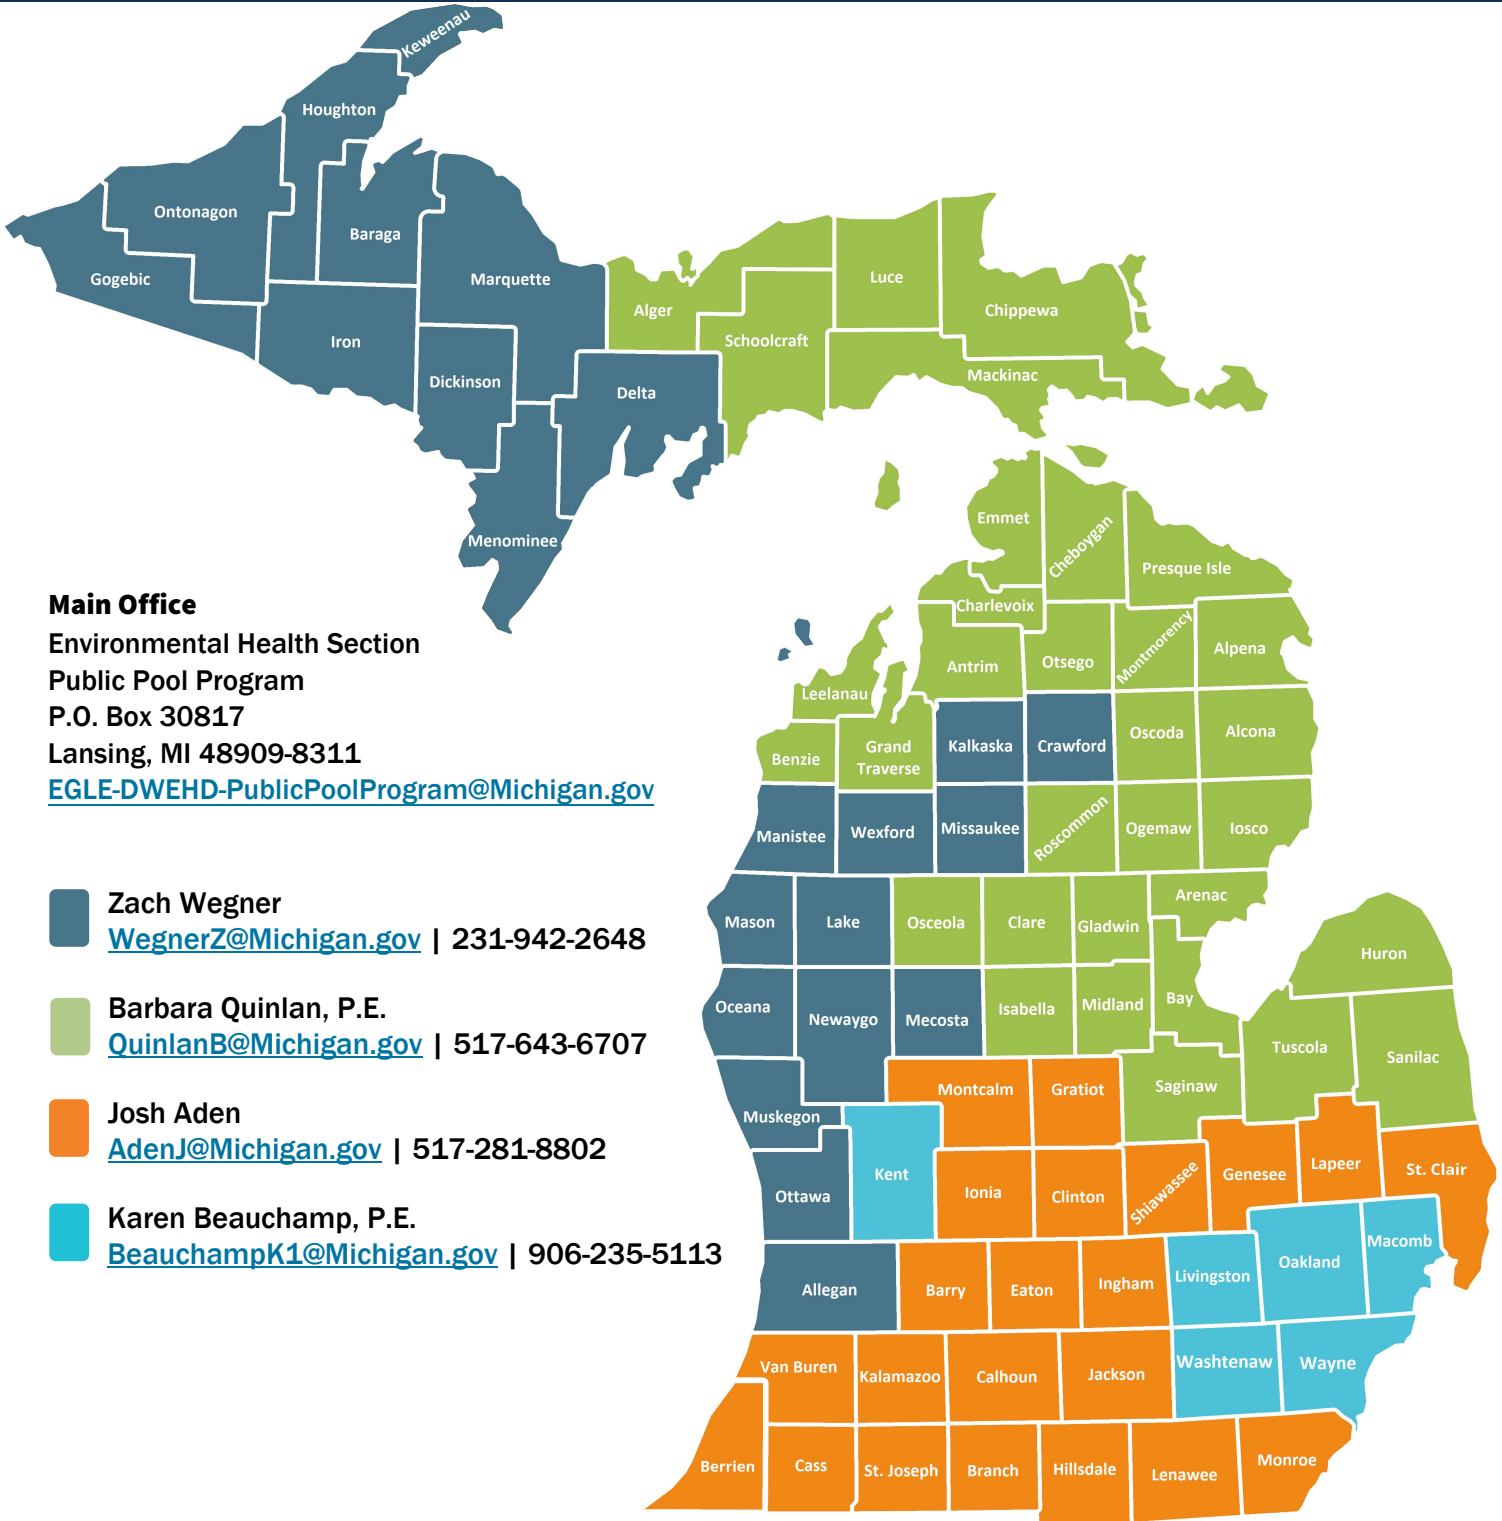 Keweenau
Houghton
Ontonagon
Baraga
Gogebic
Marquette
Iron
Dickinson
Delta
Menominee
Alger
Schoolcraft
Luce
Chippewa
Mackinac
Emmet
Cheboygan
Presque Isle
Charlevoix
Antrim
Otsego
Montmorency
Alpena
Leelanau
Benzie
Grand
Traverse
Kalkaska
Crawford
Oscoda
Alcona
Manistee
Wexford
Missaukee
Roscommon
Ogemaw
Iosco
Mason
Lake
Osceola
Clare
Gladwin
Arenac
Huron
Oceana
Newaygo
Mecosta
Isabella
Midland
Bay
Tuscola
Sanilac
Muskegon
Montcalm
Gratiot
Saginaw
Ottawa
Kent
Ionia
Clinton
Shiawassee
Genesee
Lapeer
St. Clair
Allegan
Barry
Eaton
Ingham
Livingston
Oakland
Macomb
Van Buren
Kalamazoo
Calhoun
Jackson
Washtenaw
Wayne
Berrien
Cass
St. Joseph
Branch
Hillsdale
Lenawee
Monroe
Main Office
Environmental Health Section
Public Pool Program
P.O. Box 30817
Lansing, MI 48909-8311
EGLE-DWEHD-PublicPoolProgram@Michigan.gov
Zach Wegner
WegnerZ@Michigan.gov | 231-942-2648
Barbara Quinlan, P.E.
QuinlanB@Michigan.gov | 517-643-6707
Josh Aden
AdenJ@Michigan.gov | 517-281-8802
Karen Beauchamp, P.E.
BeauchampK1@Michigan.gov | 906-235-5113